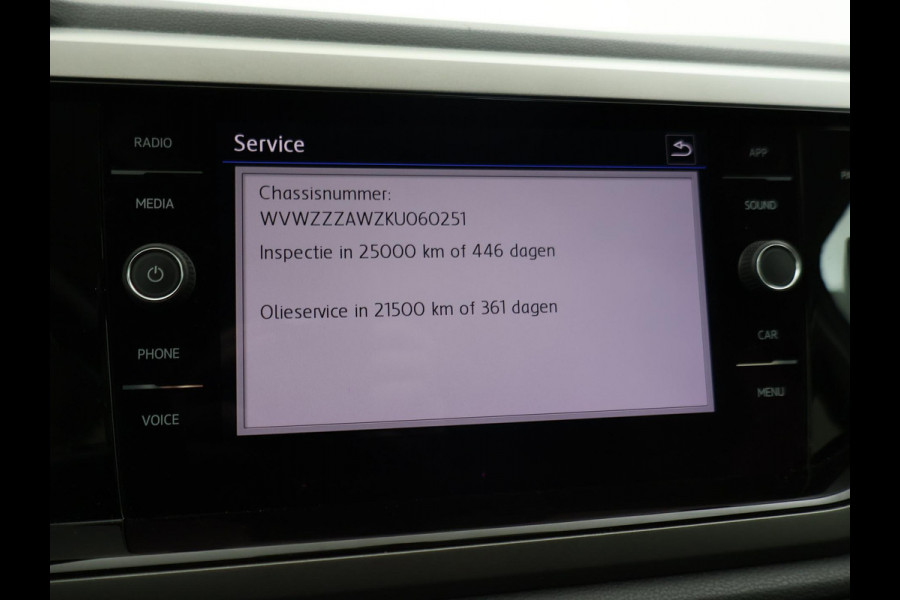 RADIO
Service
APP
MEDIA
SOUND
Chassisnummer:
WVWZZZAWZKU060251
Inspectie in 25000 km of 446 dagen
Olieservice in 21500 km of 361 dagen
PHONE
CAR
VOICE
MENU